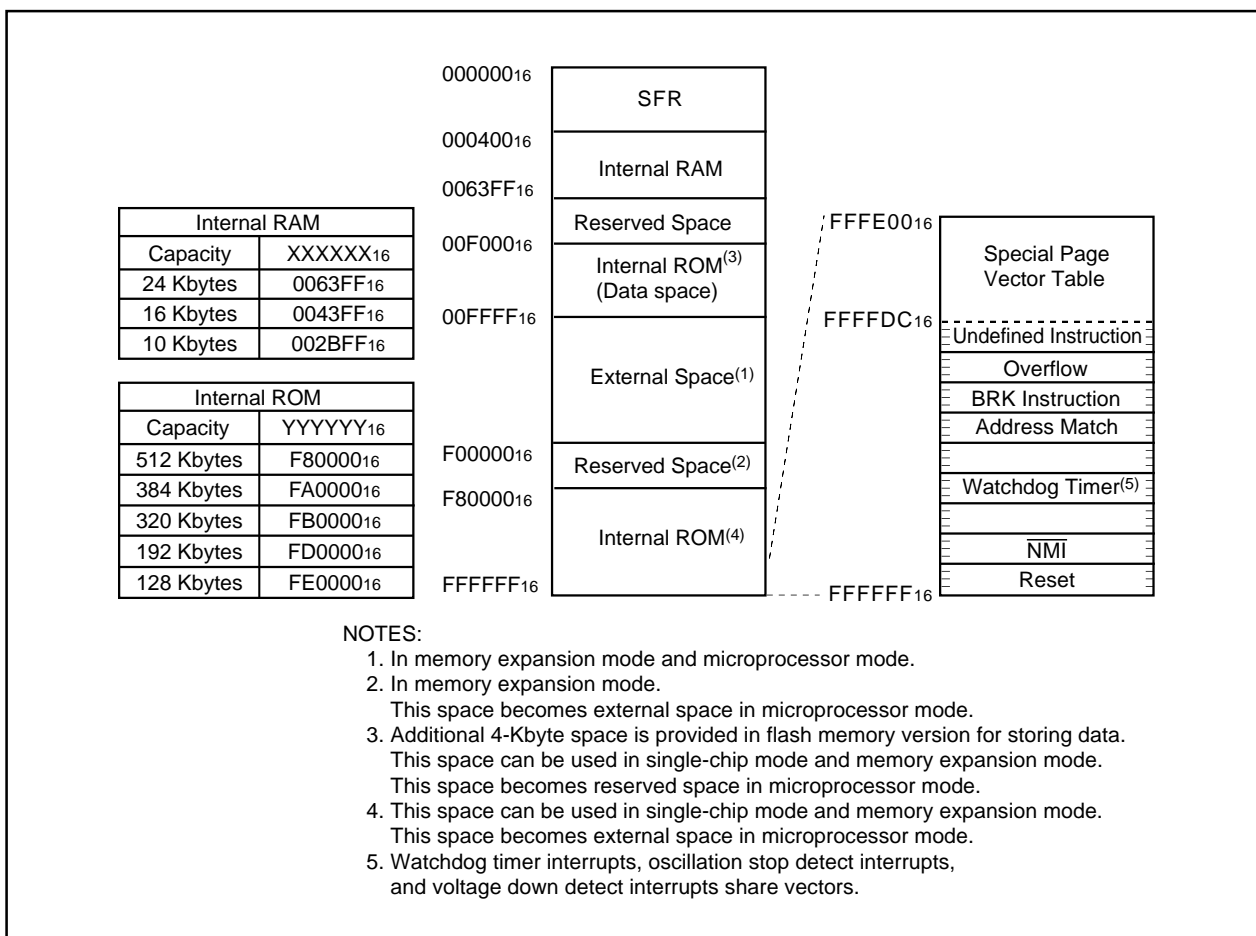 000000₁₆
SFR
000400₁₆
Internal RAM
0063FF₁₆
Reserved Space
00F000₁₆
Internal ROM(3)
(Data space)
00FFFF₁₆
External Space(1)
F00000₁₆
Reserved Space(2)
F80000₁₆
Internal ROM(4)
FFFFFF₁₆
Internal RAM
Capacity XXXXXX₁₆
24 Kbytes 0063FF₁₆
16 Kbytes 0043FF₁₆
10 Kbytes 002BFF₁₆
Internal ROM
Capacity YYYYYY₁₆
512 Kbytes F80000₁₆
384 Kbytes FA0000₁₆
320 Kbytes FB0000₁₆
192 Kbytes FD0000₁₆
128 Kbytes FE0000₁₆
FFFE00₁₆
Special Page
Vector Table
FFFFDC₁₆
Undefined Instruction
Overflow
BRK Instruction
Address Match
Watchdog Timer(5)
NMI
Reset
FFFFFF₁₆
NOTES:
1. In memory expansion mode and microprocessor mode.
2. In memory expansion mode.
This space becomes external space in microprocessor mode.
3. Additional 4-Kbyte space is provided in flash memory version for storing data.
This space can be used in single-chip mode and memory expansion mode.
This space becomes reserved space in microprocessor mode.
4. This space can be used in single-chip mode and memory expansion mode.
This space becomes external space in microprocessor mode.
5. Watchdog timer interrupts, oscillation stop detect interrupts,
and voltage down detect interrupts share vectors.